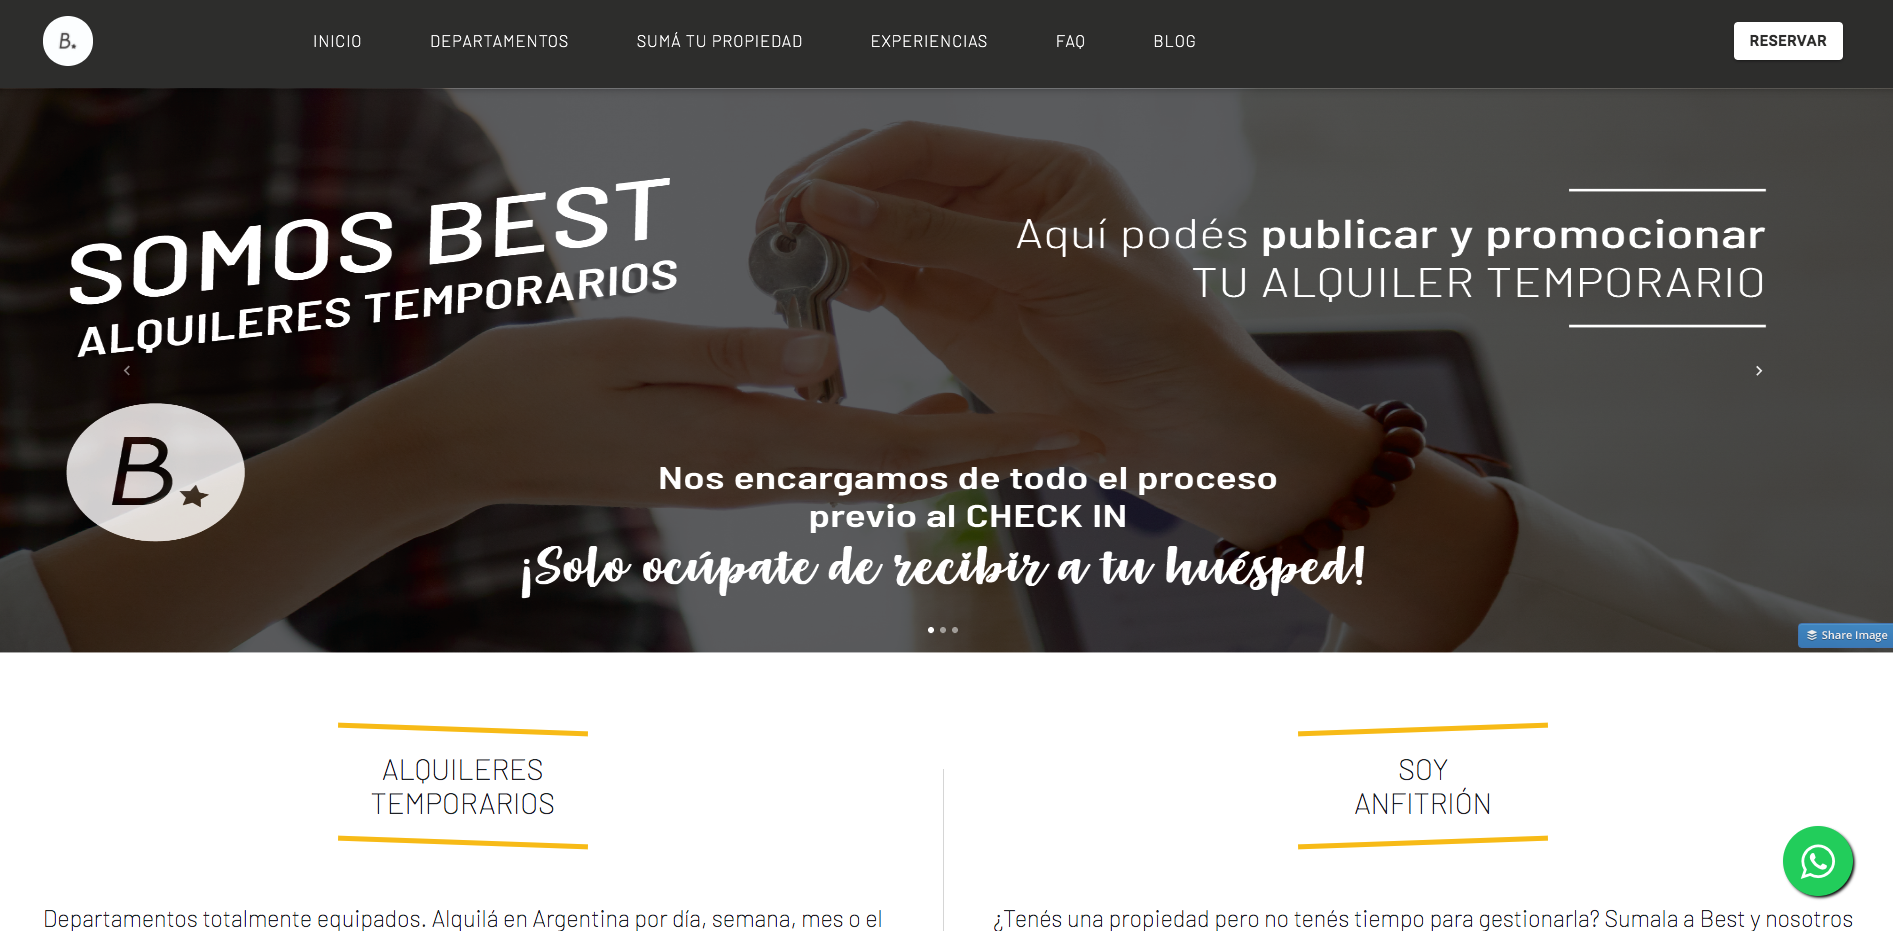 B.
INICIO
DEPARTAMENTOS
SUMÁ TU PROPIEDAD
EXPERIENCIAS
FAQ
BLOG
RESERVAR
SOMOS BEST
ALQUILERES TEMPORARIOS
Aquí podés publicar y promocionar
TU ALQUILER TEMPORARIO
B
Nos encargamos de todo el proceso
previo al CHECK IN
¡Solo ocúpate de recibir a tu huésped!
Share Image
ALQUILERES
TEMPORARIOS
SOY
ANFITRIÓN
Departamentos totalmente equipados. Alquilá en Argentina por día, semana, mes o el
¿Tenés una propiedad pero no tenés tiempo para gestionarla? Sumala a Best y nosotros